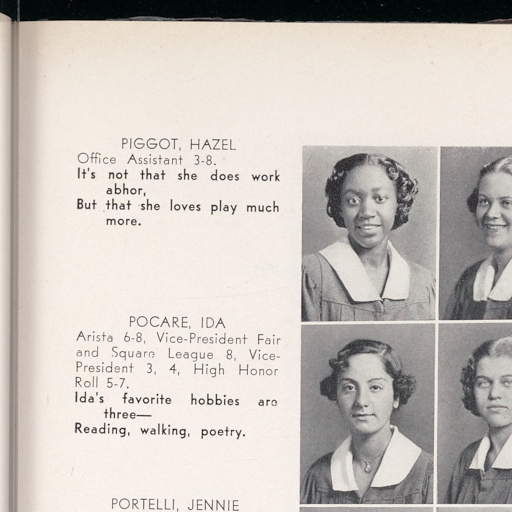 PIGGOT, HAZEL
Office Assistant 3-8.
It's not that she does work
abhor,
But that she loves play much
more.
POCARE, IDA
Arista 6-8, Vice-President Fair
and Square League 8, Vice-
President 3, 4, High Honor
Roll 5-7.
Ida's favorite hobbies are
three—
Reading, walking, poetry.
PORTELLI, JENNIE